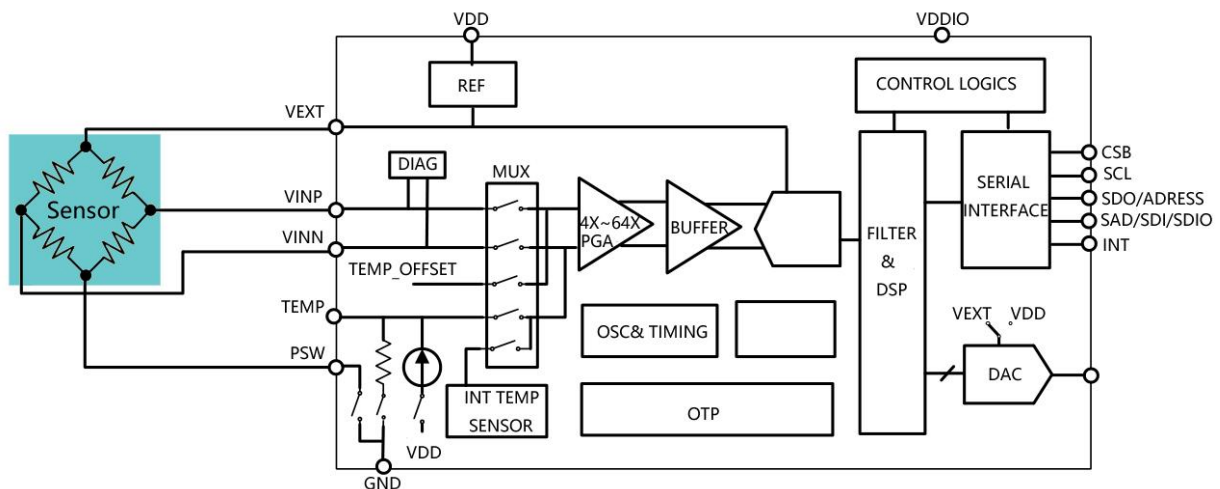 VDD
VDDIO
REF
CONTROL LOGICS
VEXT
DIAG
MUX
CSB
SCL
Sensor
VINP
4X~64X
PGA
BUFFER
SERIAL
INTERFACE
SDO/ADRESS
SAD/SDI/SDIO
INT
VINN
FILTER
&
DSP
TEMP_OFFSET
TEMP
OSC& TIMING
VEXT
VDD
PSW
DAC
INT TEMP
SENSOR
OTP
VDD
GND